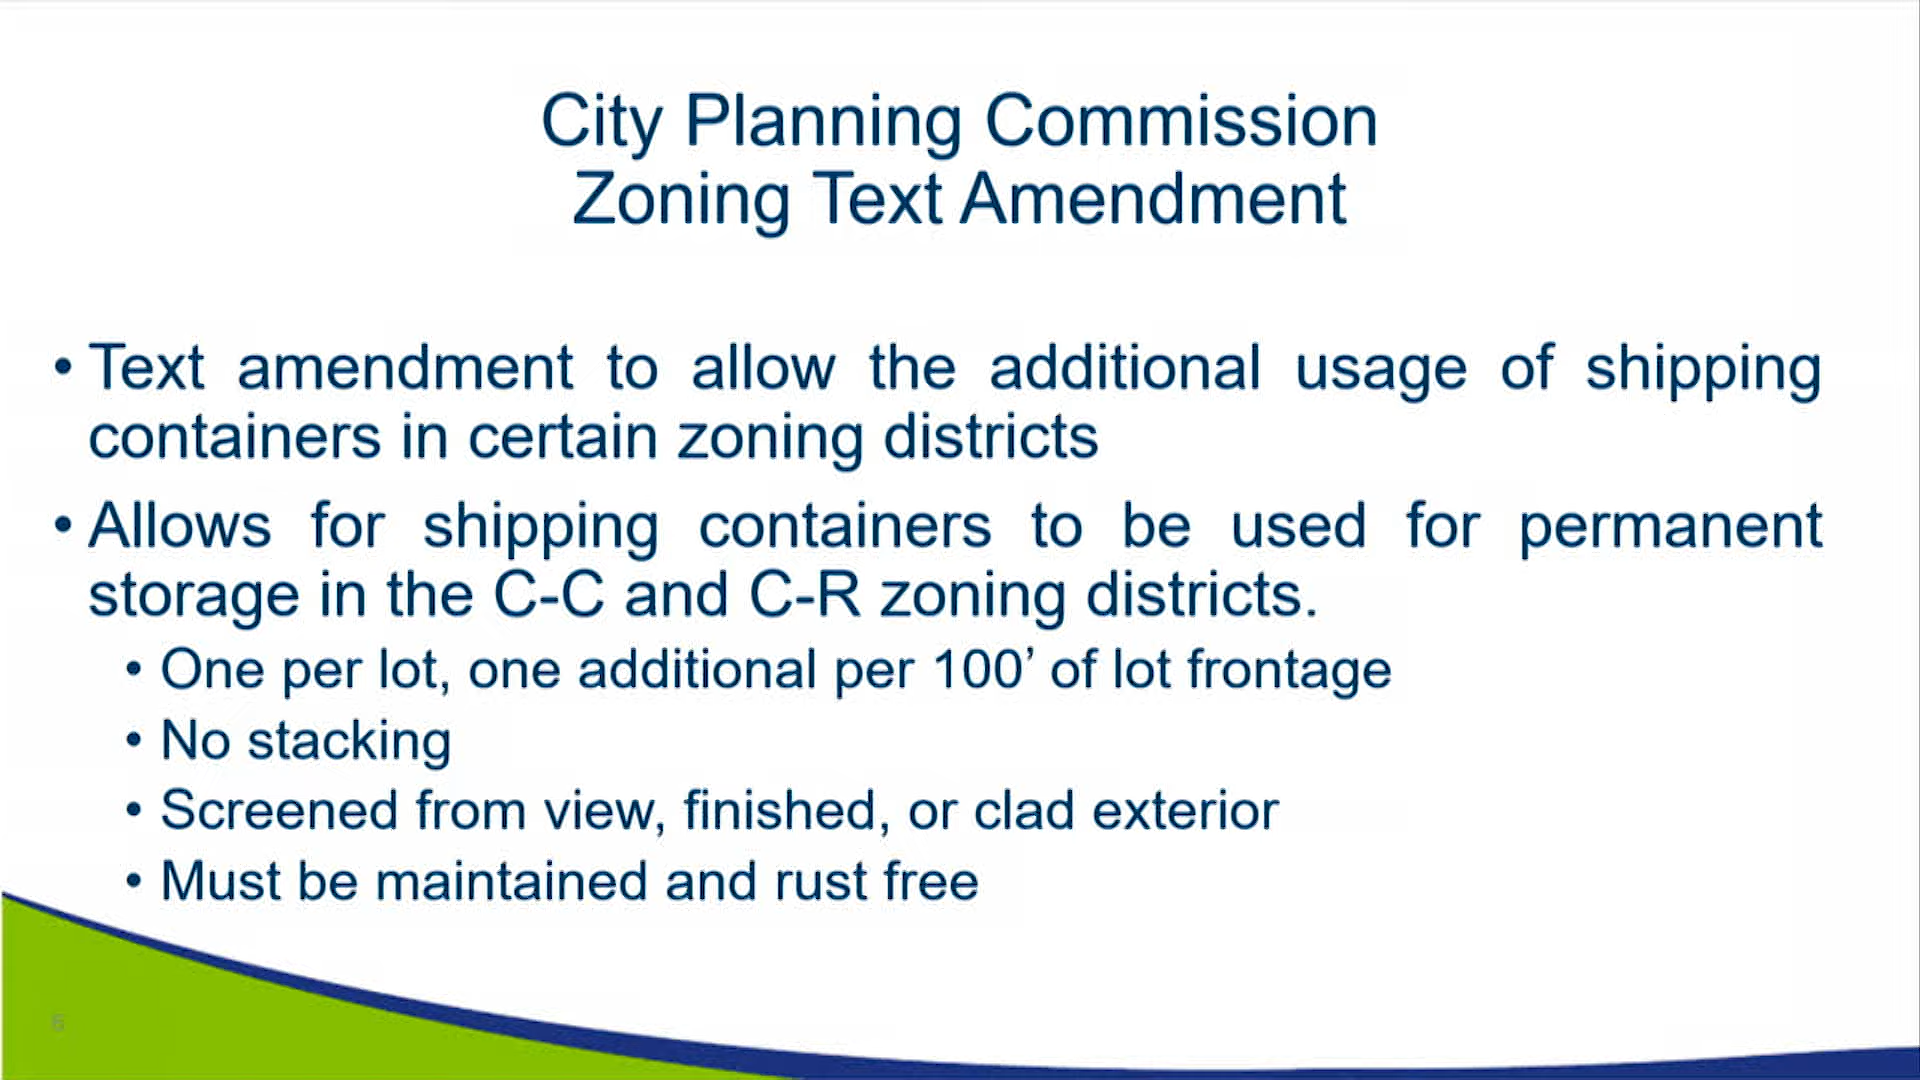 City Planning Commission
Zoning Text Amendment
• Text amendment to allow the additional usage of shipping
containers in certain zoning districts
• Allows for shipping containers to be used for permanent
storage in the C-C and C-R zoning districts.
• One per lot, one additional per 100’ of lot frontage
• No stacking
• Screened from view, finished, or clad exterior
• Must be maintained and rust free